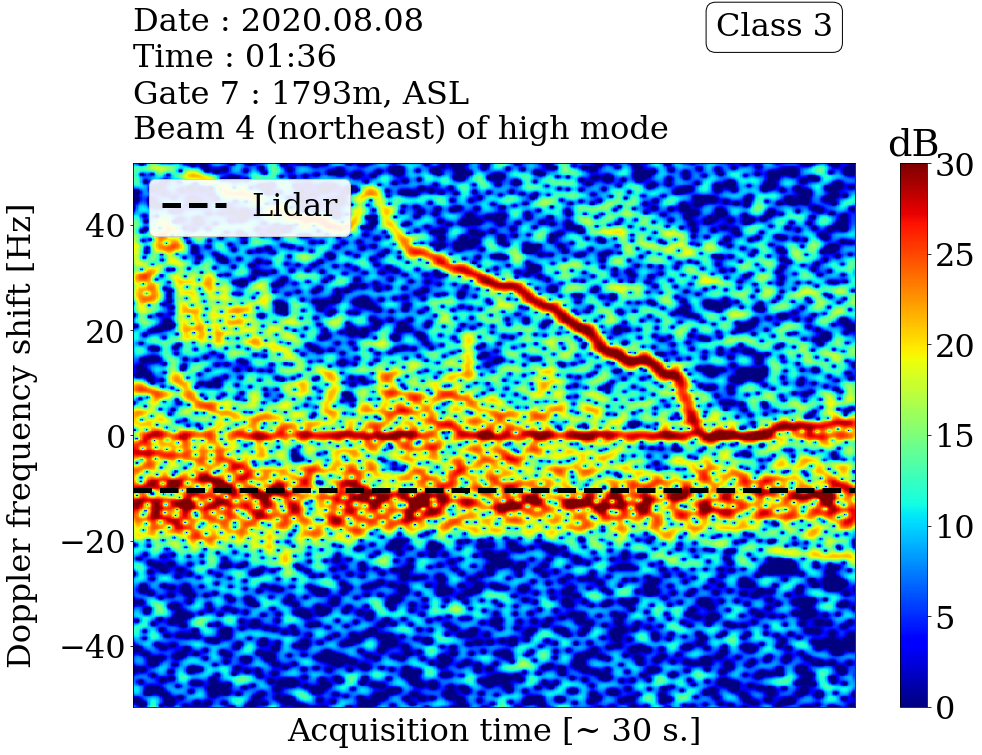 Date : 2020.08.08
Class 3
Time : 01:36
Gate 7 : 1793m, ASL
Beam 4 (northeast) of high mode
dB
Lidar
Doppler frequency shift [Hz]
40
20
0
−20
−40
30
25
20
15
10
5
0
Acquisition time [~ 30 s.]